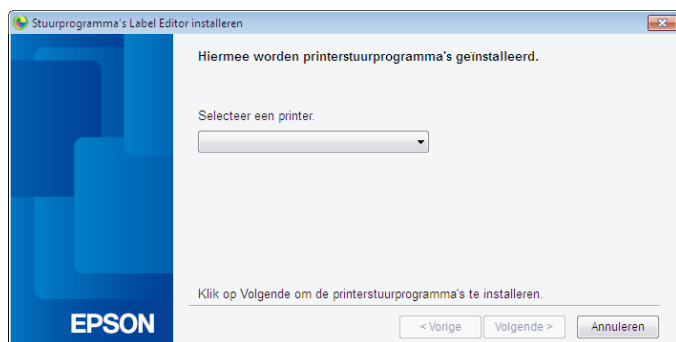 Stuurprogramma's Label Editor installeren
Hiermee worden printerstuurprogramma's geïnstalleerd.
Selecteer een printer.
Klik op Volgende om de printerstuurprogramma's te installeren.
EPSON
< Vorige
Volgende >
Annuleren